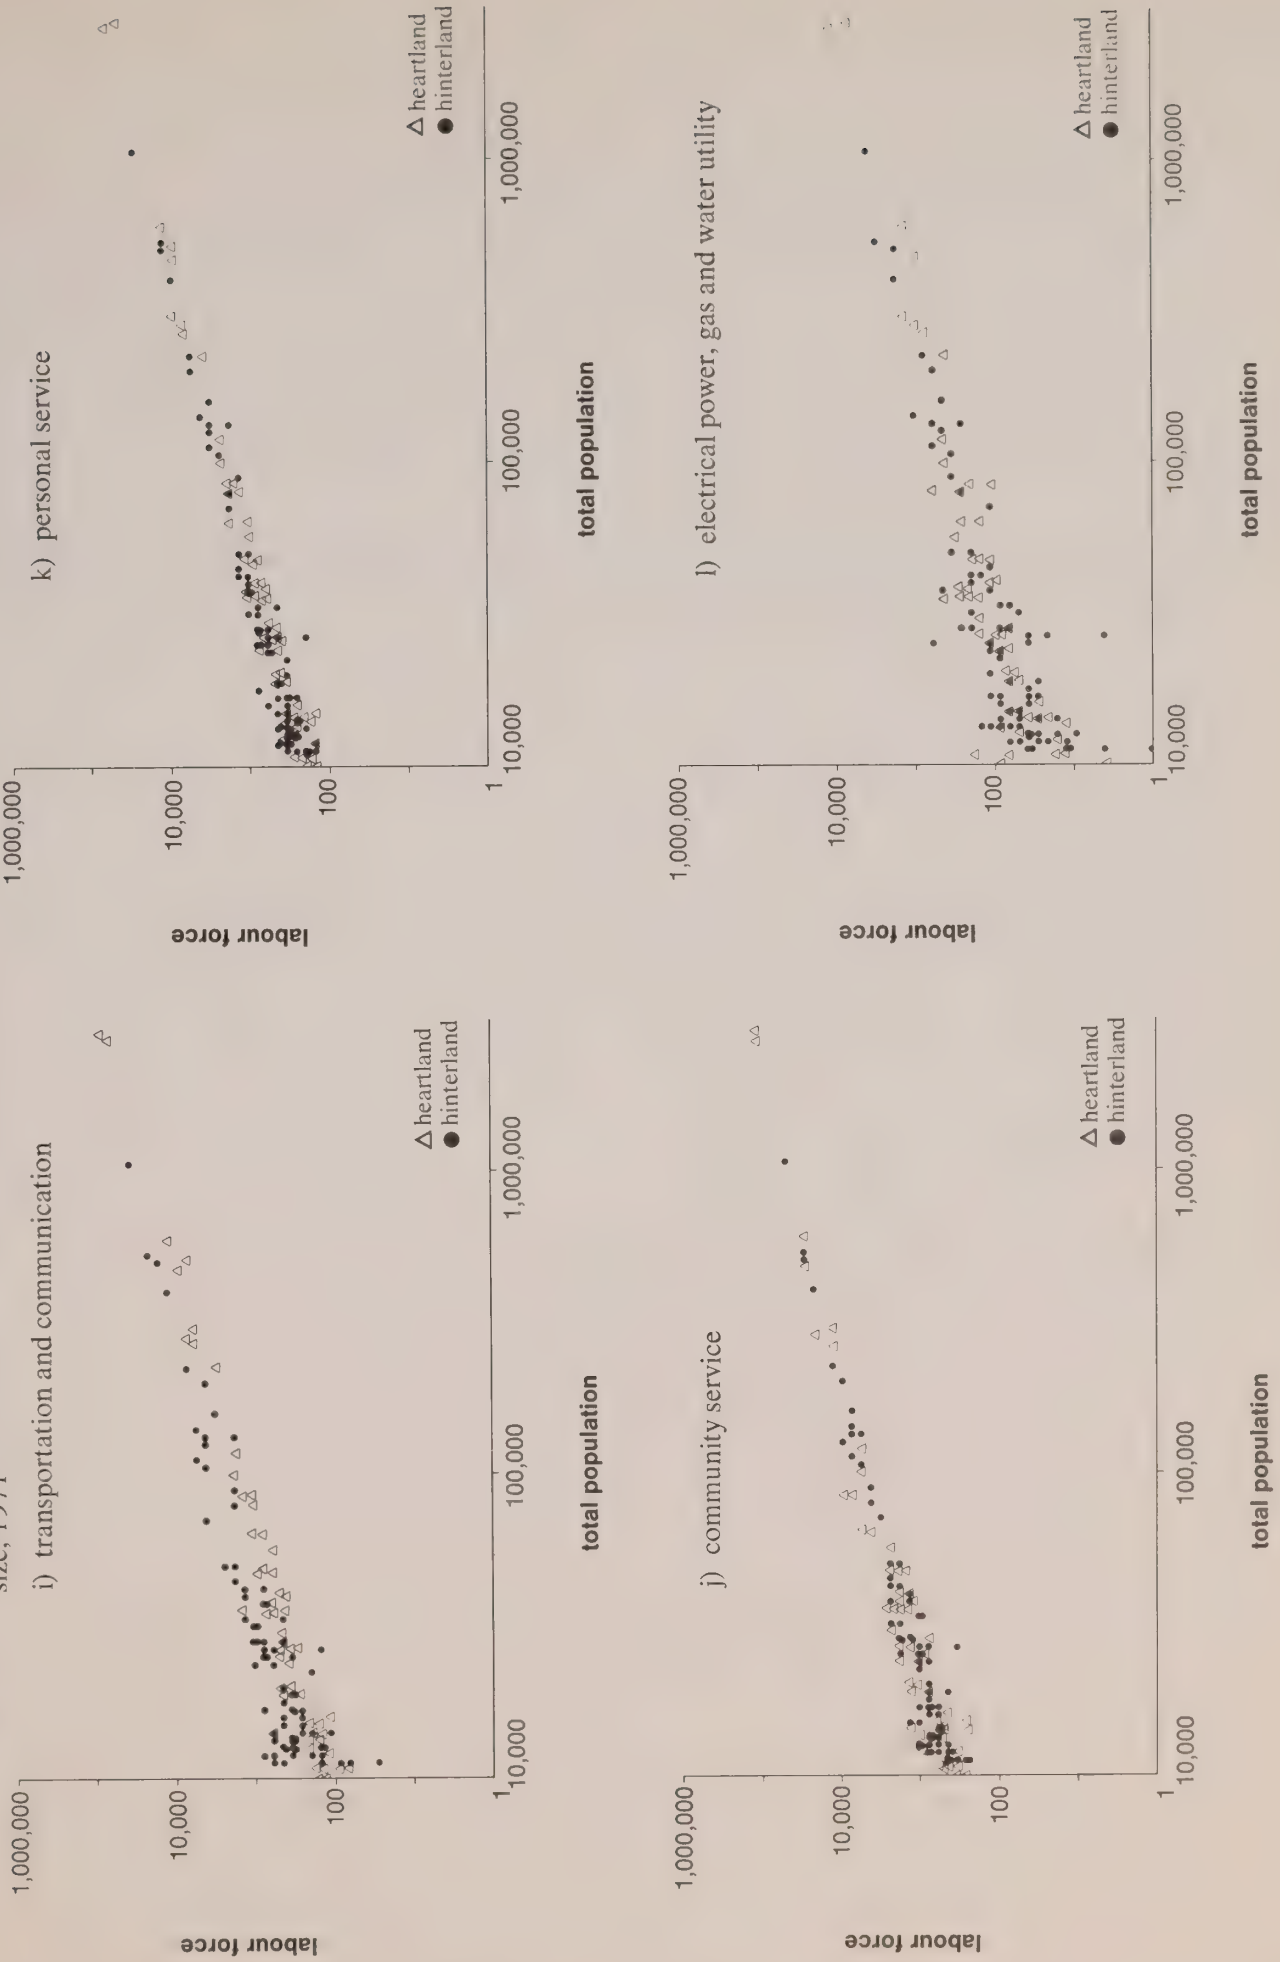 size, 1971
i) transportation and communication
1,000,000
10,000
100
1
labour force
10,000
100,000
1,000,000
total population
△ heartland
● hinterland
k) personal service
1,000,000
10,000
100
1
labour force
10,000
100,000
1,000,000
total population
△ heartland
● hinterland
j) community service
1,000,000
10,000
100
1
labour force
10,000
100,000
1,000,000
total population
△ heartland
● hinterland
l) electrical power, gas and water utility
1,000,000
10,000
100
1
labour force
10,000
100,000
1,000,000
total population
△ heartland
● hinterland